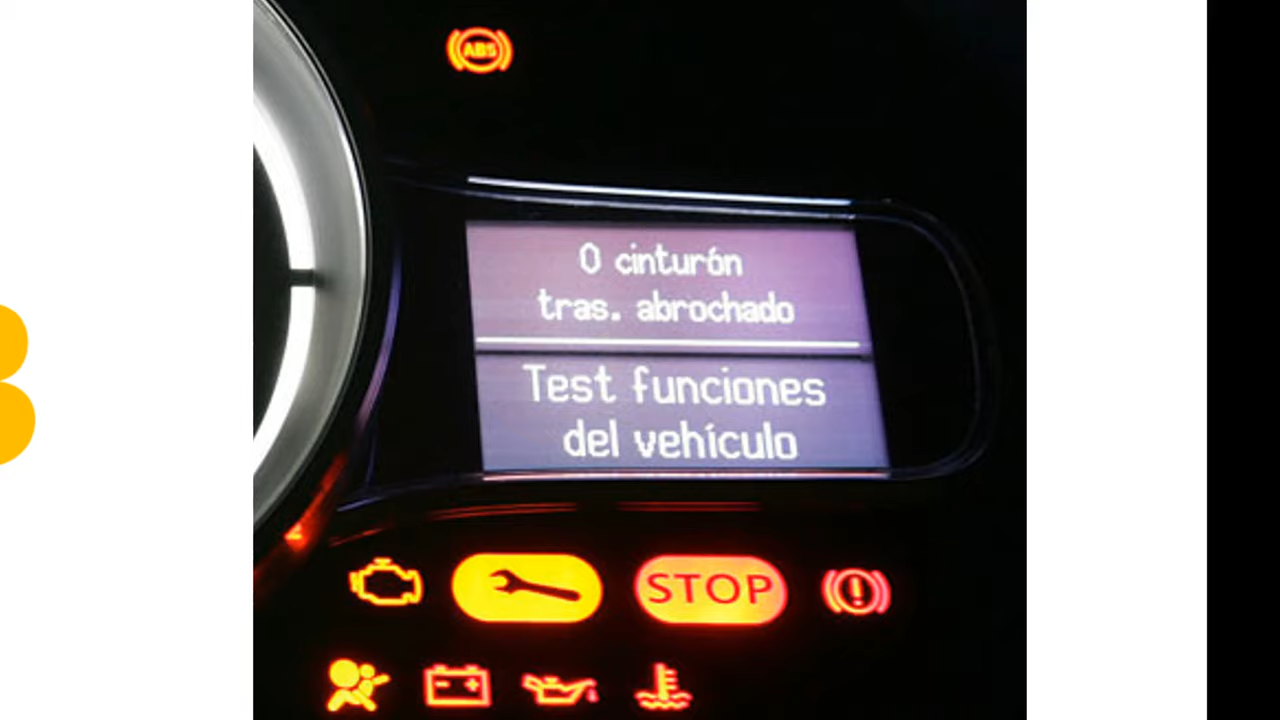 ABS
0 cinturón
tras. abrochado
Test funciones
del vehículo
STOP